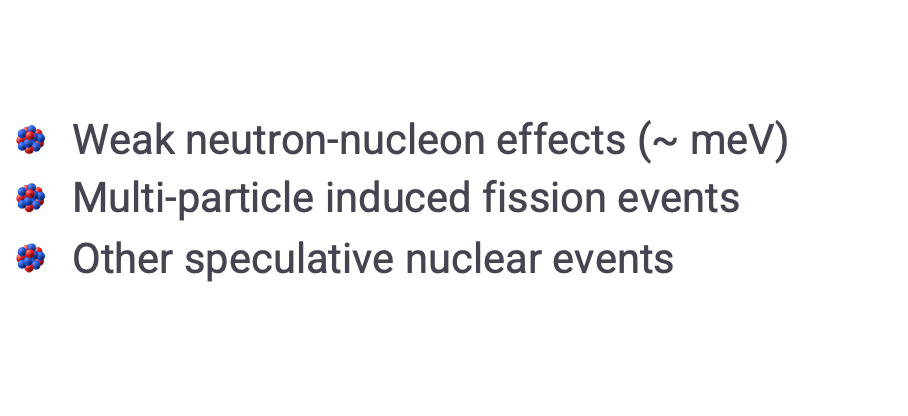 Weak neutron-nucleon effects (~ meV)
Multi-particle induced fission events
Other speculative nuclear events